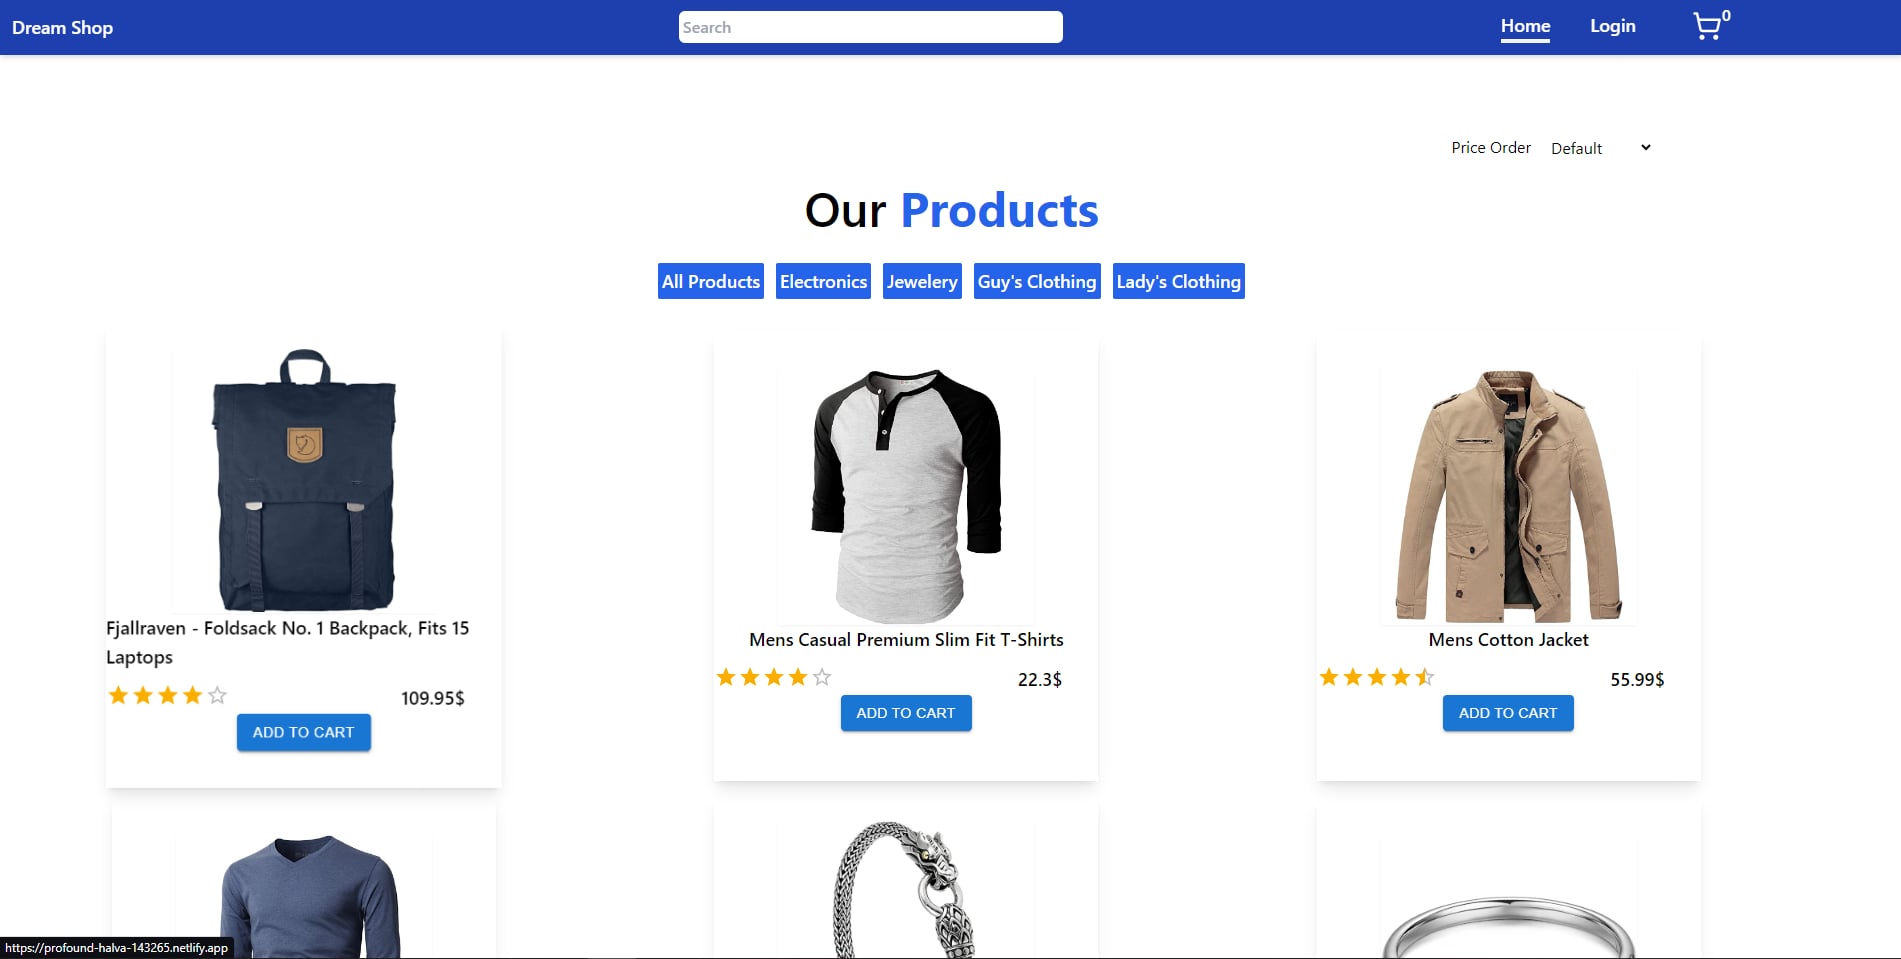 Dream Shop
Search
Home
Login
0
Price Order
Default
Our Products
All Products
Electronics
Jewelery
Guy's Clothing
Lady's Clothing
Fjallraven - Foldsack No. 1 Backpack, Fits 15
Laptops
109.95$
ADD TO CART
Mens Casual Premium Slim Fit T-Shirts
22.3$
ADD TO CART
Mens Cotton Jacket
55.99$
ADD TO CART
https://profound-halva-143265.netlify.app